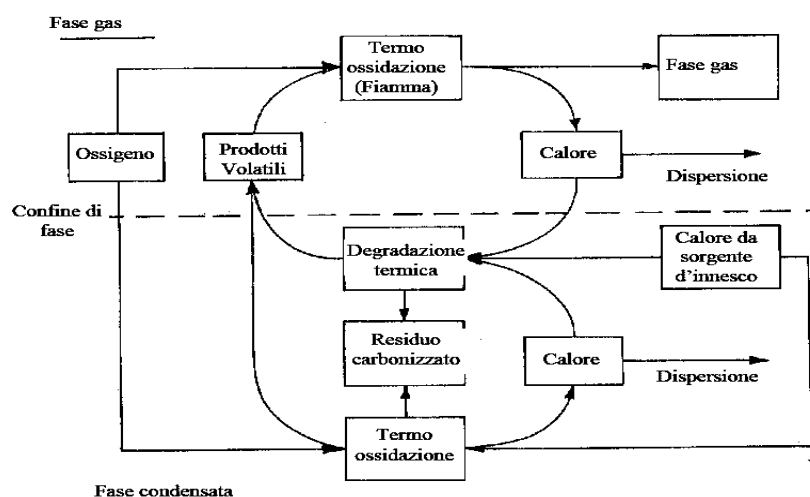 Fase gas
Termo
ossidazione
(Fiamma)
Fase gas
Ossigeno
Prodotti
Volatili
Calore
Dispersione
Confine di
fase
Degradazione
termica
Calore da
sorgente
d'innesco
Residuo
carbonizzato
Calore
Dispersione
Termo
ossidazione
Fase condensata